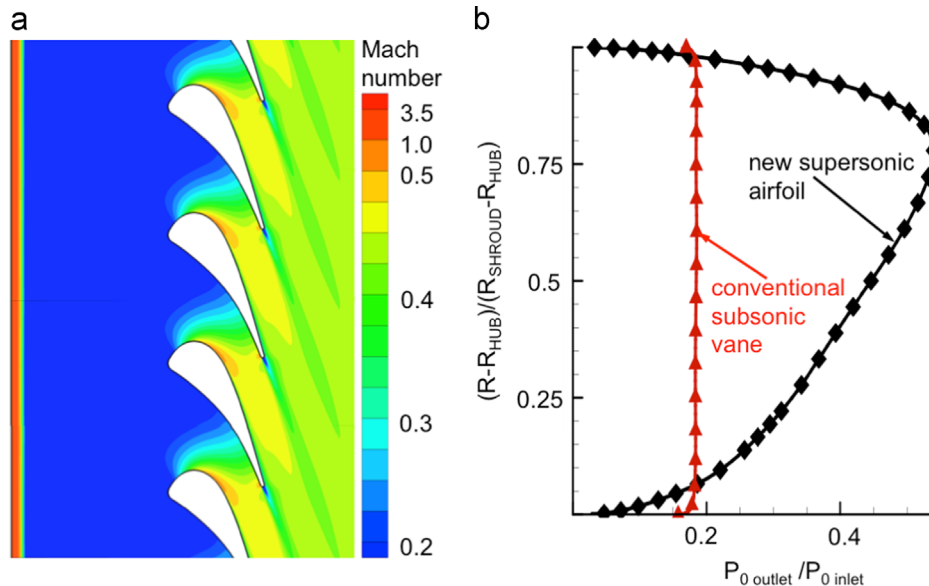 a
Mach
number
3.5
1.0
0.5
0.4
0.3
0.2
b
(R-R_HUB)/(R_SHROUD-R_HUB)
0.75
0.5
0.25
new supersonic
airfoil
conventional
subsonic
vane
0.2
0.4
P_0 outlet /P_0 inlet